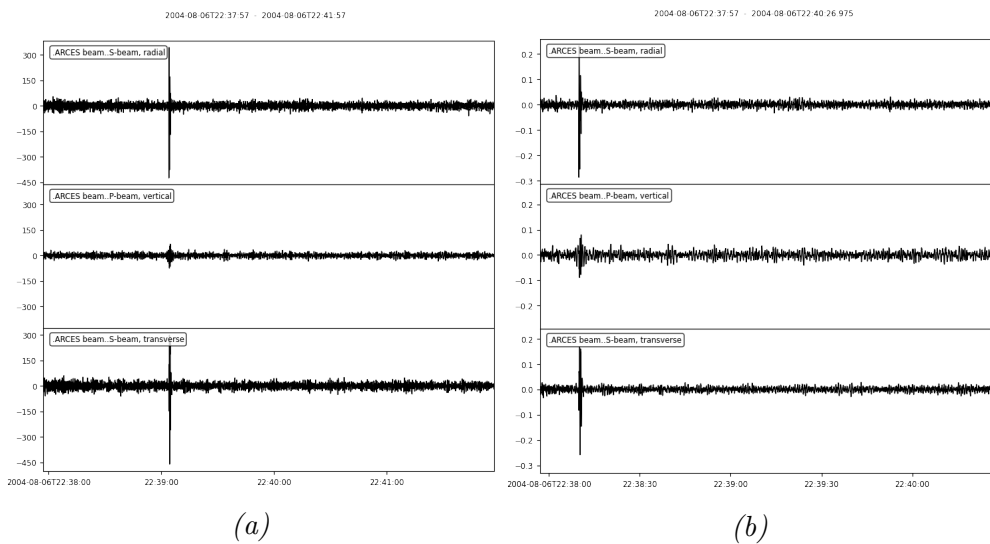 2004-08-06T22:37:57 - 2004-08-06T22:41:57
.ARCES beam..S-beam, radial
300
150
0
−150
−300
−450
.ARCES beam..P-beam, vertical
300
150
0
−150
−300
.ARCES beam..S-beam, transverse
300
150
0
−150
−300
−450
2004-08-06T22:38:00 22:39:00 22:40:00 22:41:00
(a)
2004-08-06T22:37:57 - 2004-08-06T22:40:26.975
.ARCES beam..S-beam, radial
0.2
0.1
0.0
−0.1
−0.2
−0.3
.ARCES beam..P-beam, vertical
0.2
0.1
0.0
−0.1
−0.2
.ARCES beam..S-beam, transverse
0.2
0.1
0.0
−0.1
−0.2
−0.3
2004-08-06T22:38:00 22:38:30 22:39:00 22:39:30 22:40:00
(b)